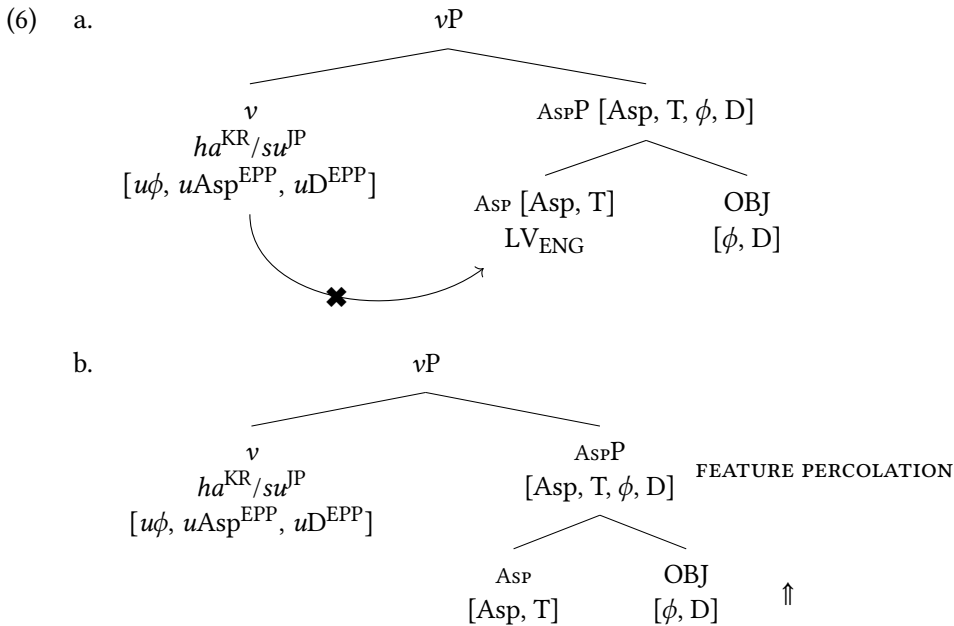 (6) a. vP
v AspP [Asp, T, ϕ, D]
ha^KR/su^JP
[uϕ, uAsp^EPP, uD^EPP]
Asp [Asp, T] OBJ
LV_ENG [ϕ, D]
✖
b. vP
v AspP
ha^KR/su^JP [Asp, T, ϕ, D] FEATURE PERCOLATION
[uϕ, uAsp^EPP, uD^EPP]
Asp OBJ
[Asp, T] [ϕ, D] ⇑